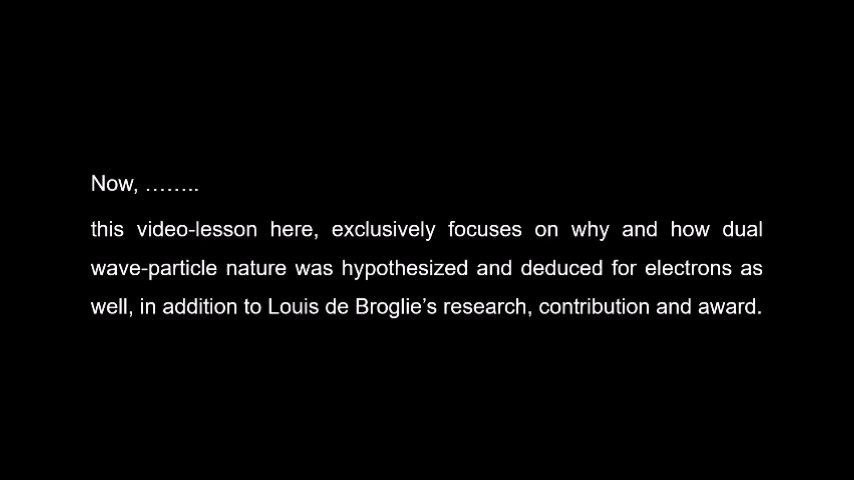 Now, ……..
this video-lesson here, exclusively focuses on why and how dual
wave-particle nature was hypothesized and deduced for electrons as
well, in addition to Louis de Broglie’s research, contribution and award.